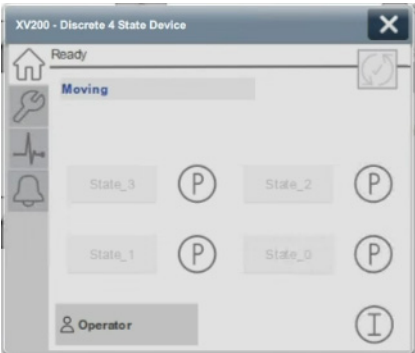 XV200 - Discrete 4 State Device
Ready
Moving
State_3 P State_2 P
State_1 P State_0 P
Operator I